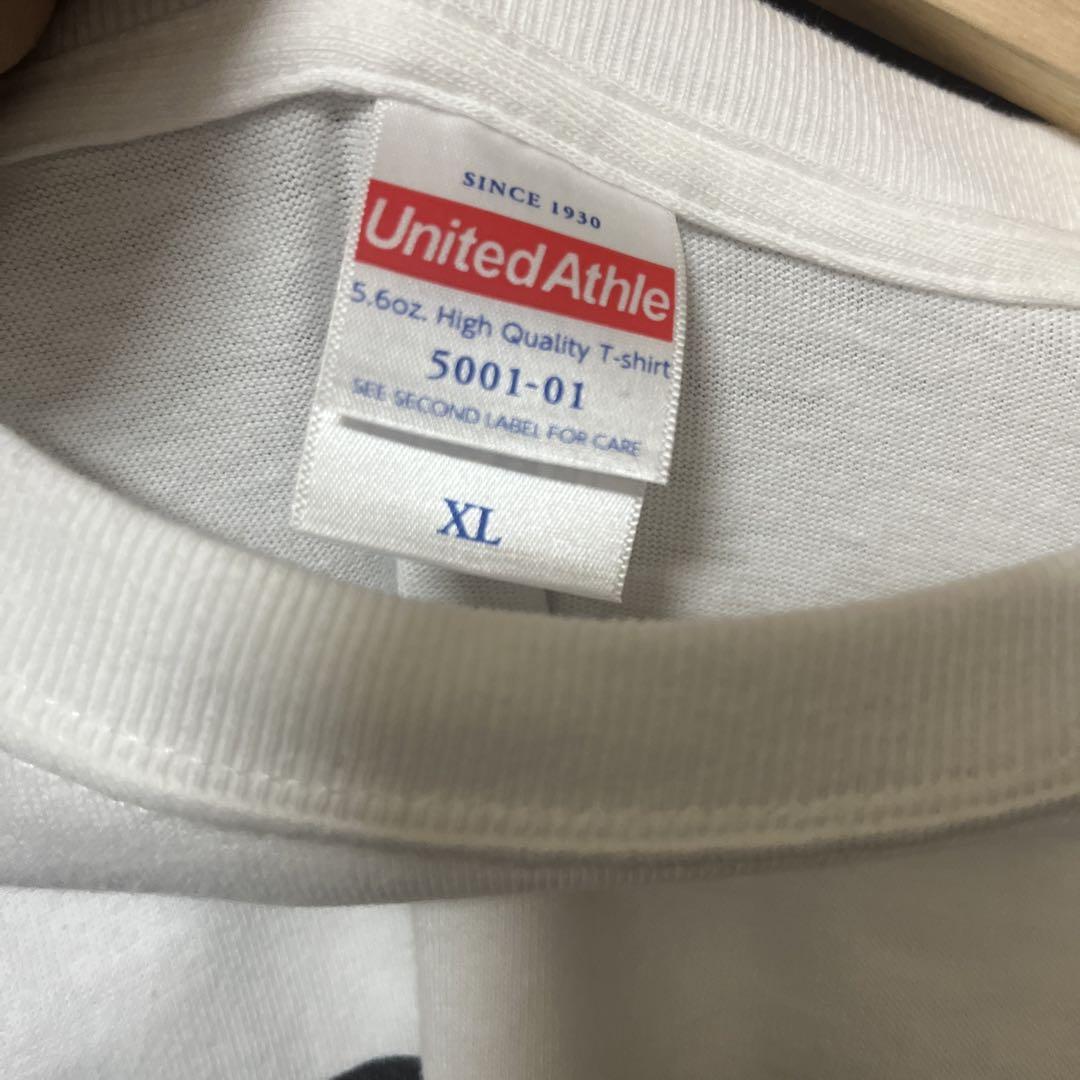 SINCE 1930
UnitedAthle
5.6oz. High Quality T-shirt
5001-01
SEE SECOND LABEL FOR CARE
XL